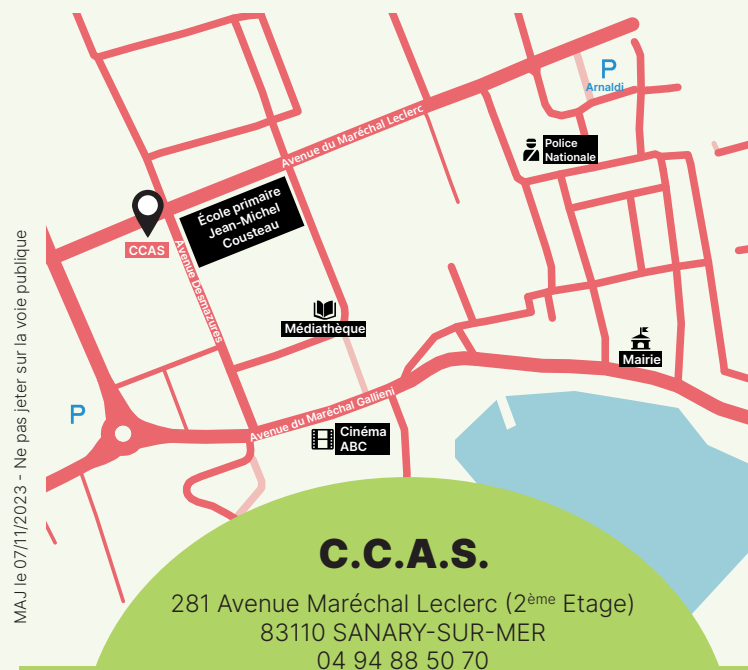 P
Arnaldi
Avenue du Maréchal Leclerc
Police
Nationale
École primaire
Jean-Michel
Cousteau
CCAS
Avenue Desmazures
Médiathèque
Mairie
P
Avenue du Maréchal Gallieni
Cinéma
ABC
MAJ le 07/11/2023 - Ne pas jeter sur la voie publique
C.C.A.S.
281 Avenue Maréchal Leclerc (2ème Etage)
83110 SANARY-SUR-MER
04 94 88 50 70